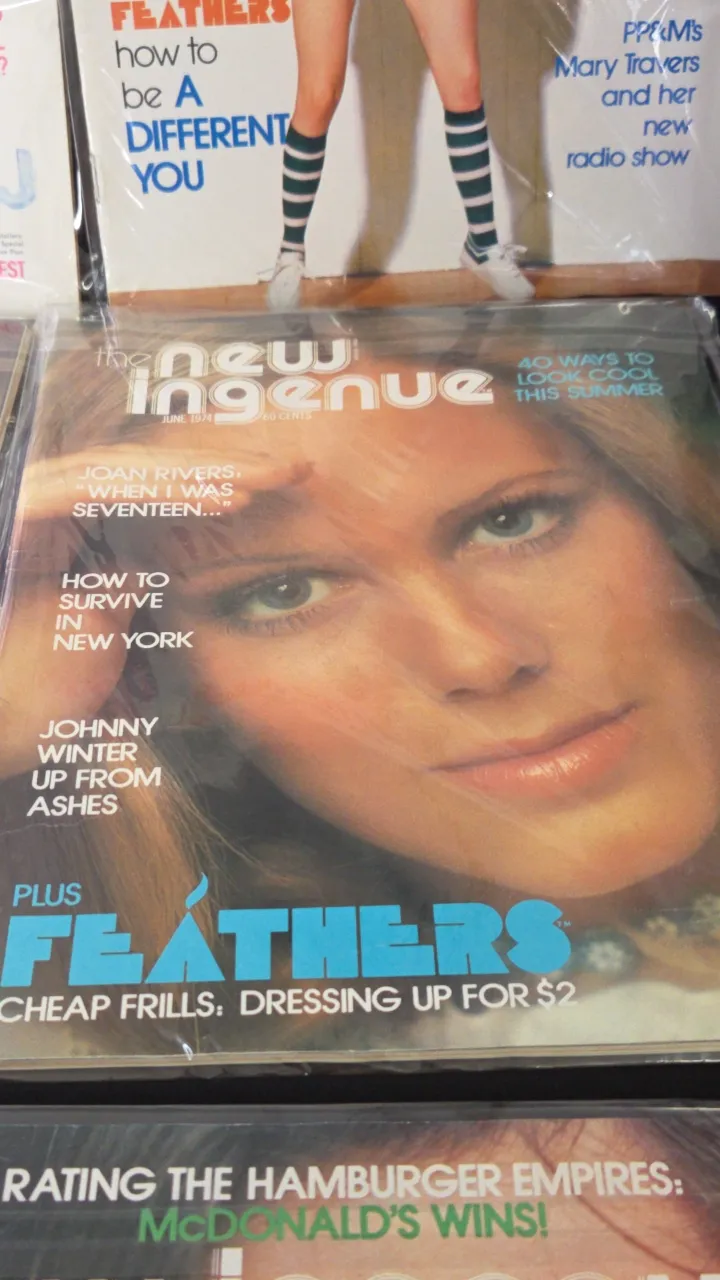 FEATHERS
how to
be A
DIFFERENT
YOU
PP&M's
Mary Travers
and her
new
radio show
?
EST
the new
ingenue
JUNE 1974 60 CENTS
40 WAYS TO
LOOK COOL
THIS SUMMER
JOAN RIVERS:
"WHEN I WAS
SEVENTEEN..."
HOW TO
SURVIVE
IN
NEW YORK
JOHNNY
WINTER
UP FROM
ASHES
PLUS
FEATHERS™
CHEAP FRILLS: DRESSING UP FOR $2
RATING THE HAMBURGER EMPIRES:
McDONALD'S WINS!